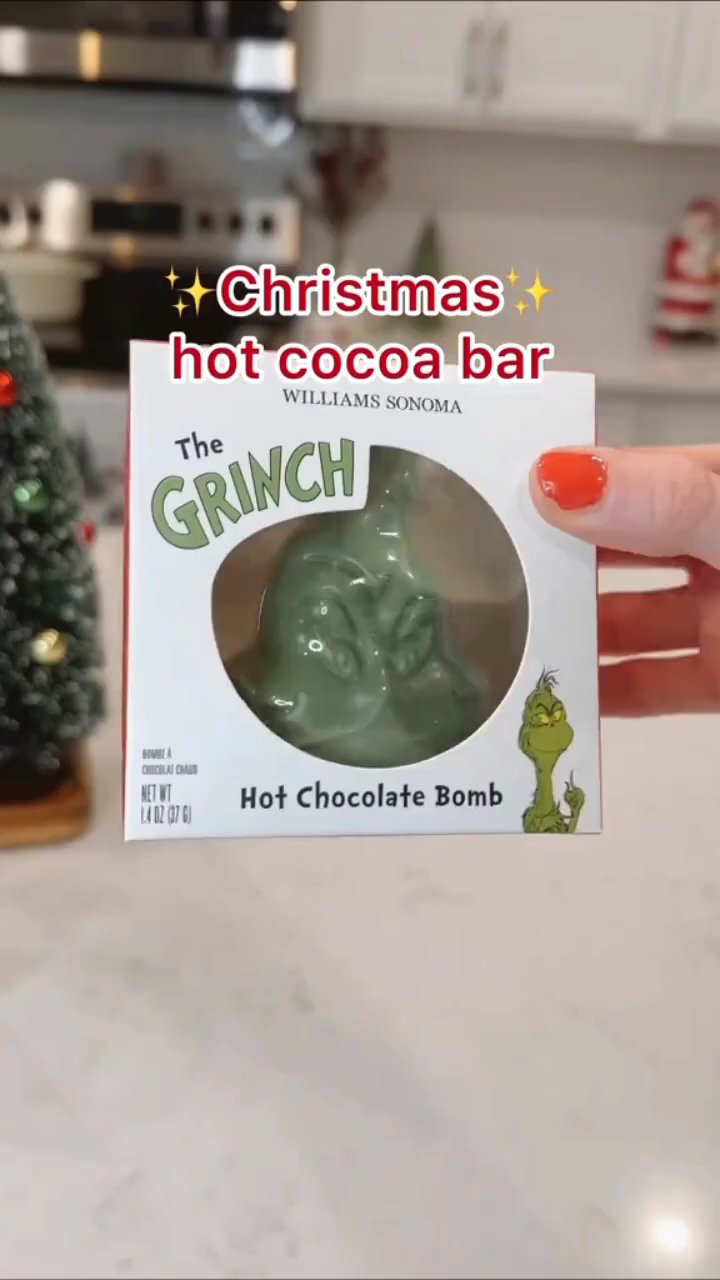 ✨Christmas✨
hot cocoa bar
WILLIAMS SONOMA
The
GRINCH
BOMBE À
CHOCOLAT CHAUD
NET WT
1.4 OZ (37 G)
Hot Chocolate Bomb